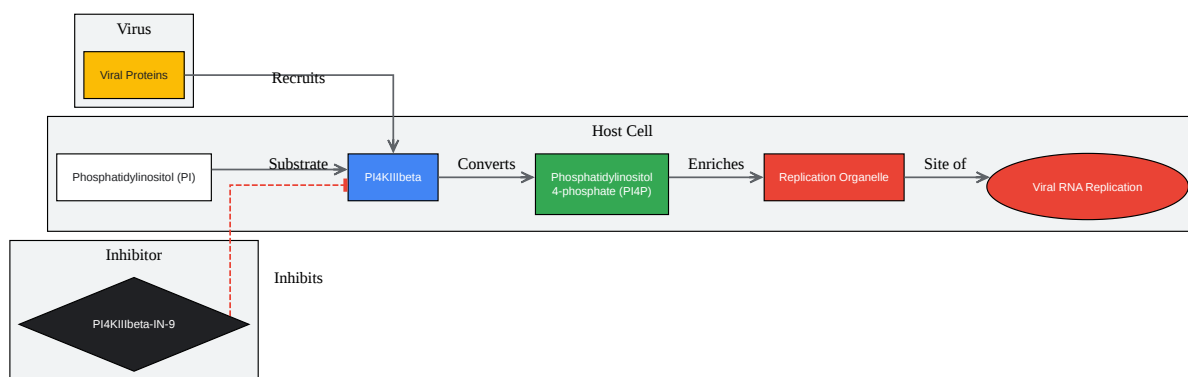 Virus
Viral Proteins
Recruits
Host Cell
Phosphatidylinositol (PI)
Substrate
PI4KIIIbeta
Converts
Phosphatidylinositol
4-phosphate (PI4P)
Enriches
Replication Organelle
Site of
Viral RNA Replication
Inhibitor
Inhibits
PI4KIIIbeta-IN-9